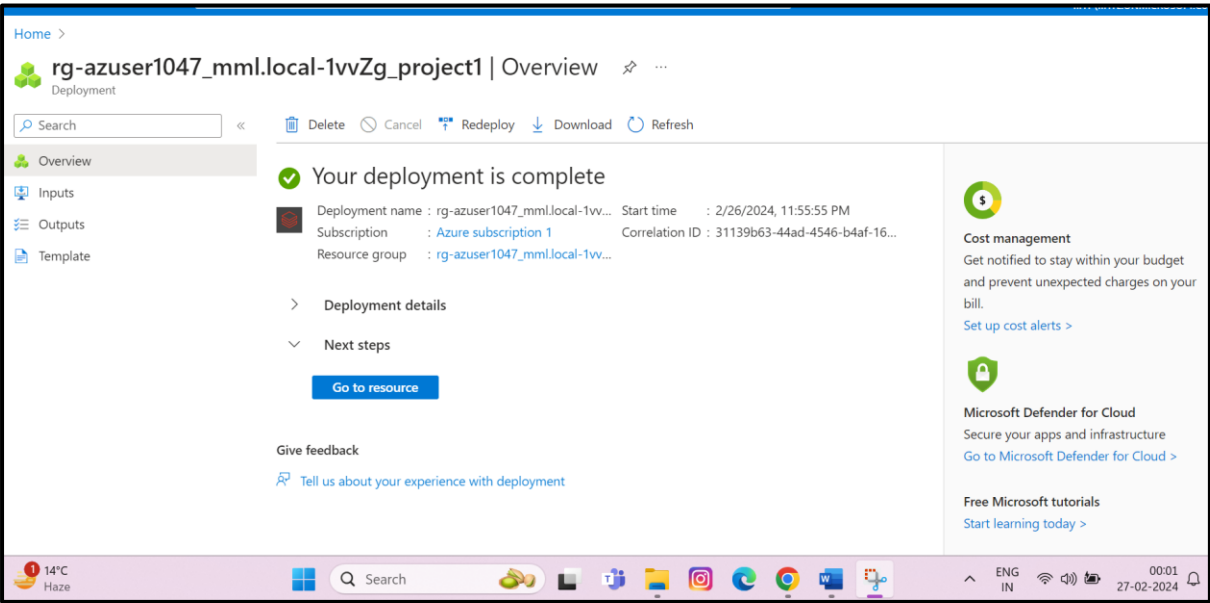 Home >
rg-azuser1047_mml.local-1vvZg_project1 | Overview ...
Deployment
Search «
Delete Cancel Redeploy Download Refresh
Overview
Inputs
Outputs
Template
Your deployment is complete
Deployment name : rg-azuser1047_mml.local-1vv... Start time : 2/26/2024, 11:55:55 PM
Subscription : Azure subscription 1 Correlation ID : 31139b63-44ad-4546-b4af-16...
Resource group : rg-azuser1047_mml.local-1vv...
Deployment details
Next steps
Go to resource
Give feedback
Tell us about your experience with deployment
$
Cost management
Get notified to stay within your budget
and prevent unexpected charges on your
bill.
Set up cost alerts >
Microsoft Defender for Cloud
Secure your apps and infrastructure
Go to Microsoft Defender for Cloud >
Free Microsoft tutorials
Start learning today >
1 14°C
Haze
Search
ENG
IN
00:01
27-02-2024